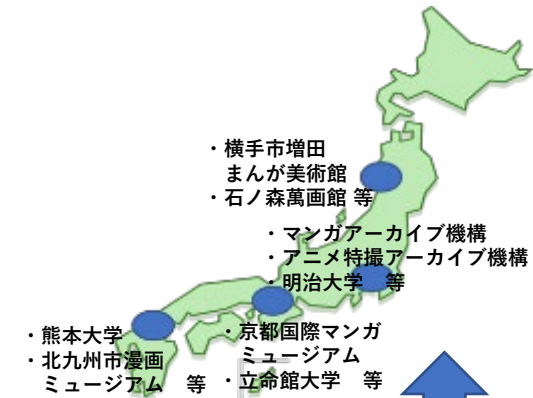 ・横手市増田
まんが美術館
・石ノ森萬画館 等
・マンガアーカイブ機構
・アニメ特撮アーカイブ機構
・明治大学　等
・熊本大学
・北九州市漫画
ミュージアム　等
・京都国際マンガ
ミュージアム
・立命館大学　等